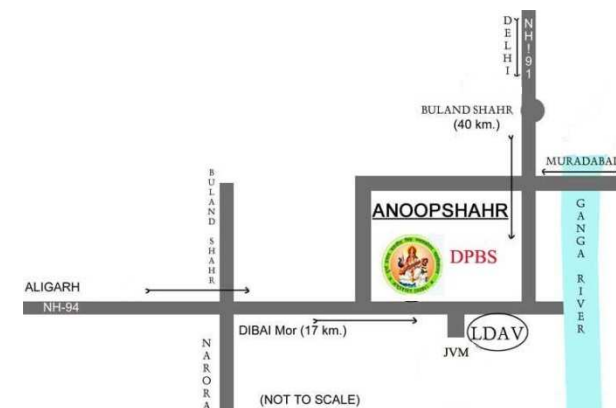 DELHI
NH!91
BULAND SHAHR
(40 km.)
MURADABAD
BULAND SHAHR
ANOOPSHAHR
DPBS
GANGA RIVER
ALIGARH
NH-94
DIBAI Mor (17 km.)
LDAV
JVM
NARORA
(NOT TO SCALE)